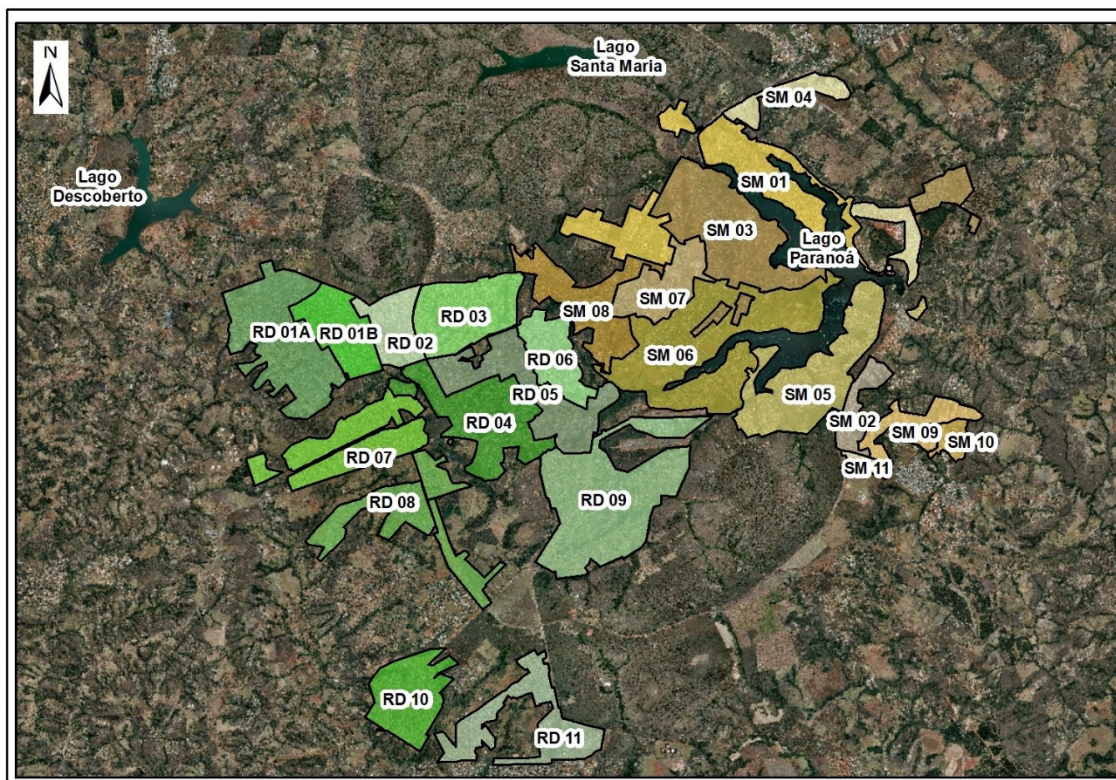 N
Lago
Santa Maria
SM 04
Lago
Descoberto
SM 01
SM 03
Lago
Paranoá
SM 07
SM 08
RD 01A
RD 01B
RD 02
RD 03
RD 06
SM 06
SM 05
RD 05
RD 04
SM 02
SM 09
SM 10
SM 11
RD 07
RD 08
RD 09
RD 10
RD 11